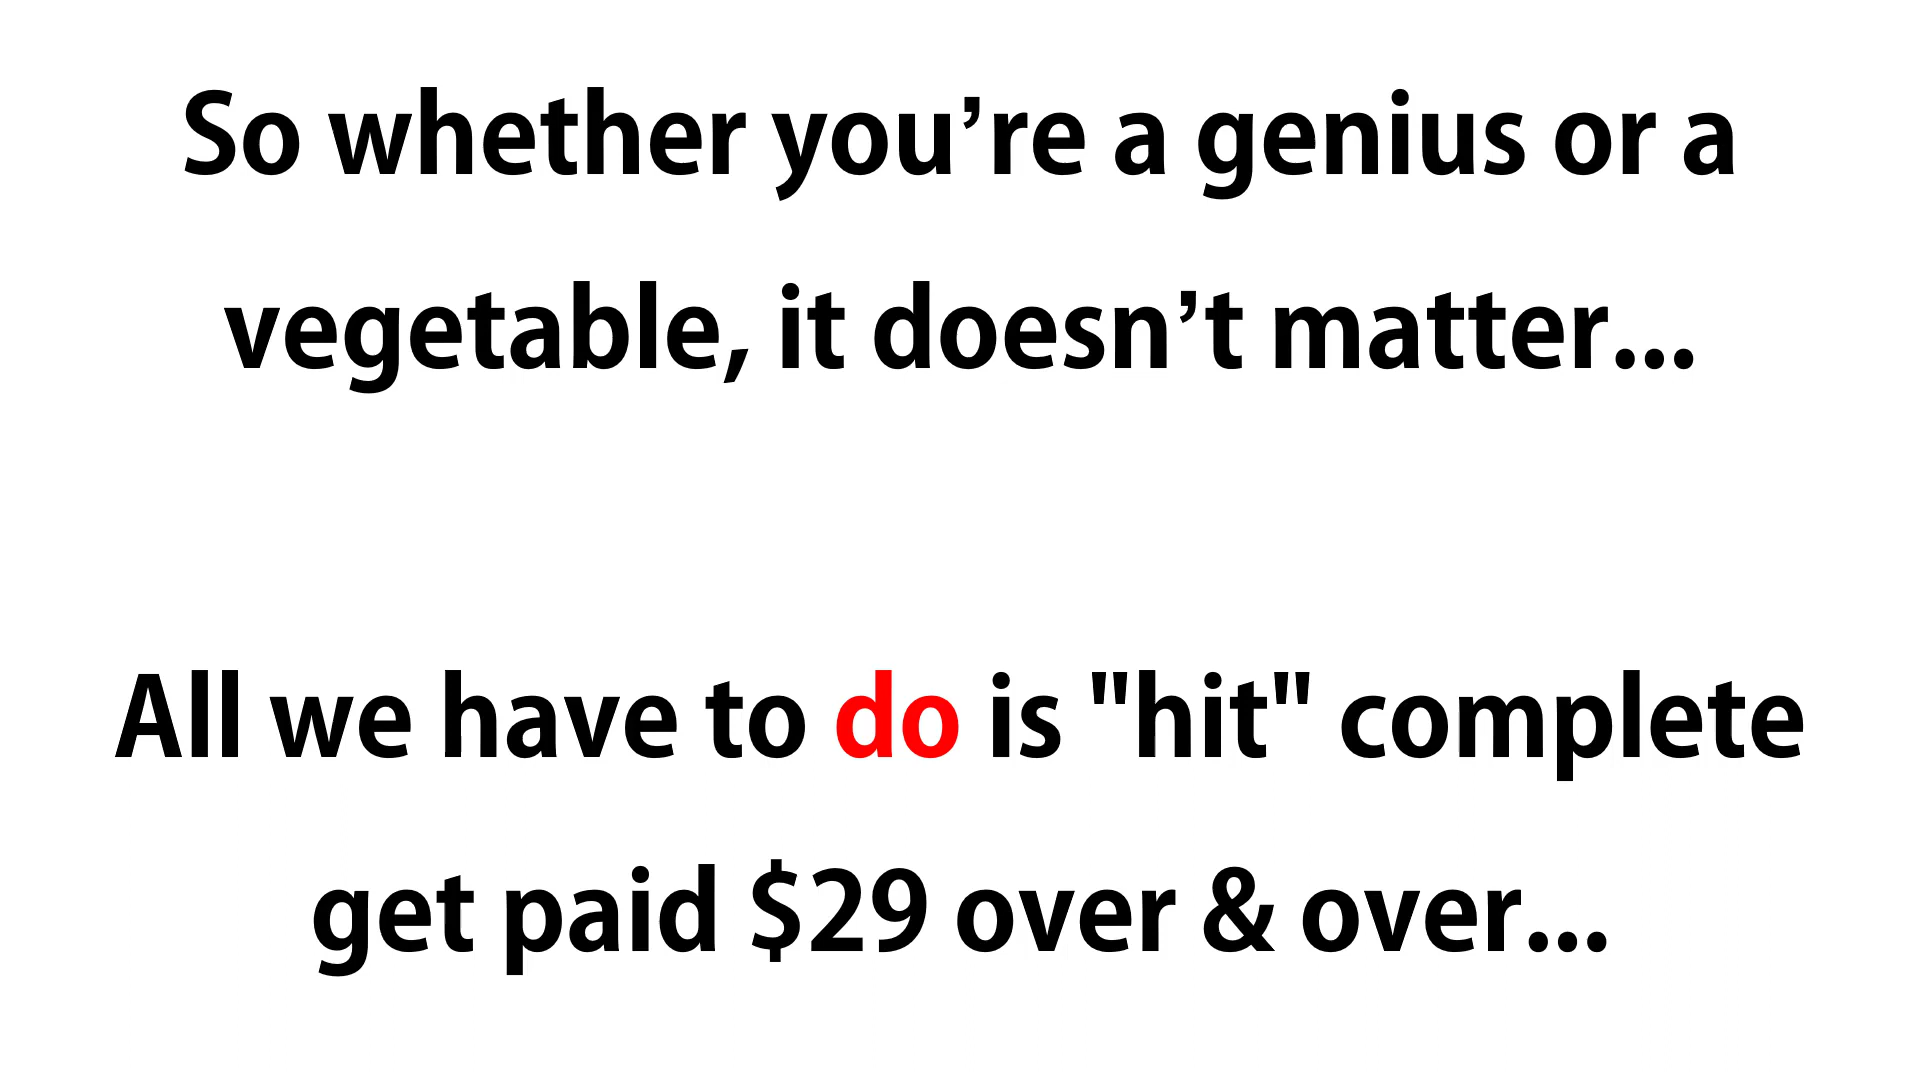 So whether you’re a genius or a
vegetable, it doesn’t matter...
All we have to do is "hit" complete
get paid $29 over & over...